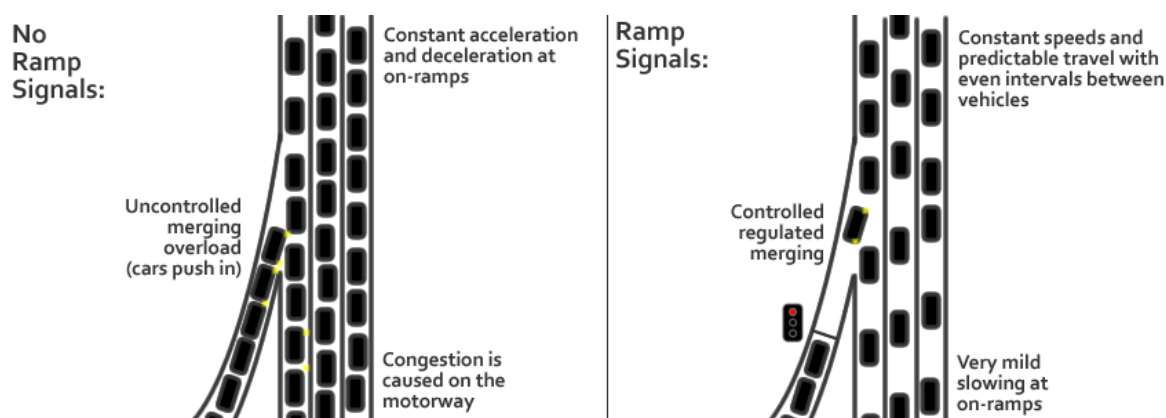 No
Ramp
Signals:
Constant acceleration
and deceleration at
on-ramps
Uncontrolled
merging
overload
(cars push in)
Congestion is
caused on the
motorway
Ramp
Signals:
Constant speeds and
predictable travel with
even intervals between
vehicles
Controlled
regulated
merging
Very mild
slowing at
on-ramps